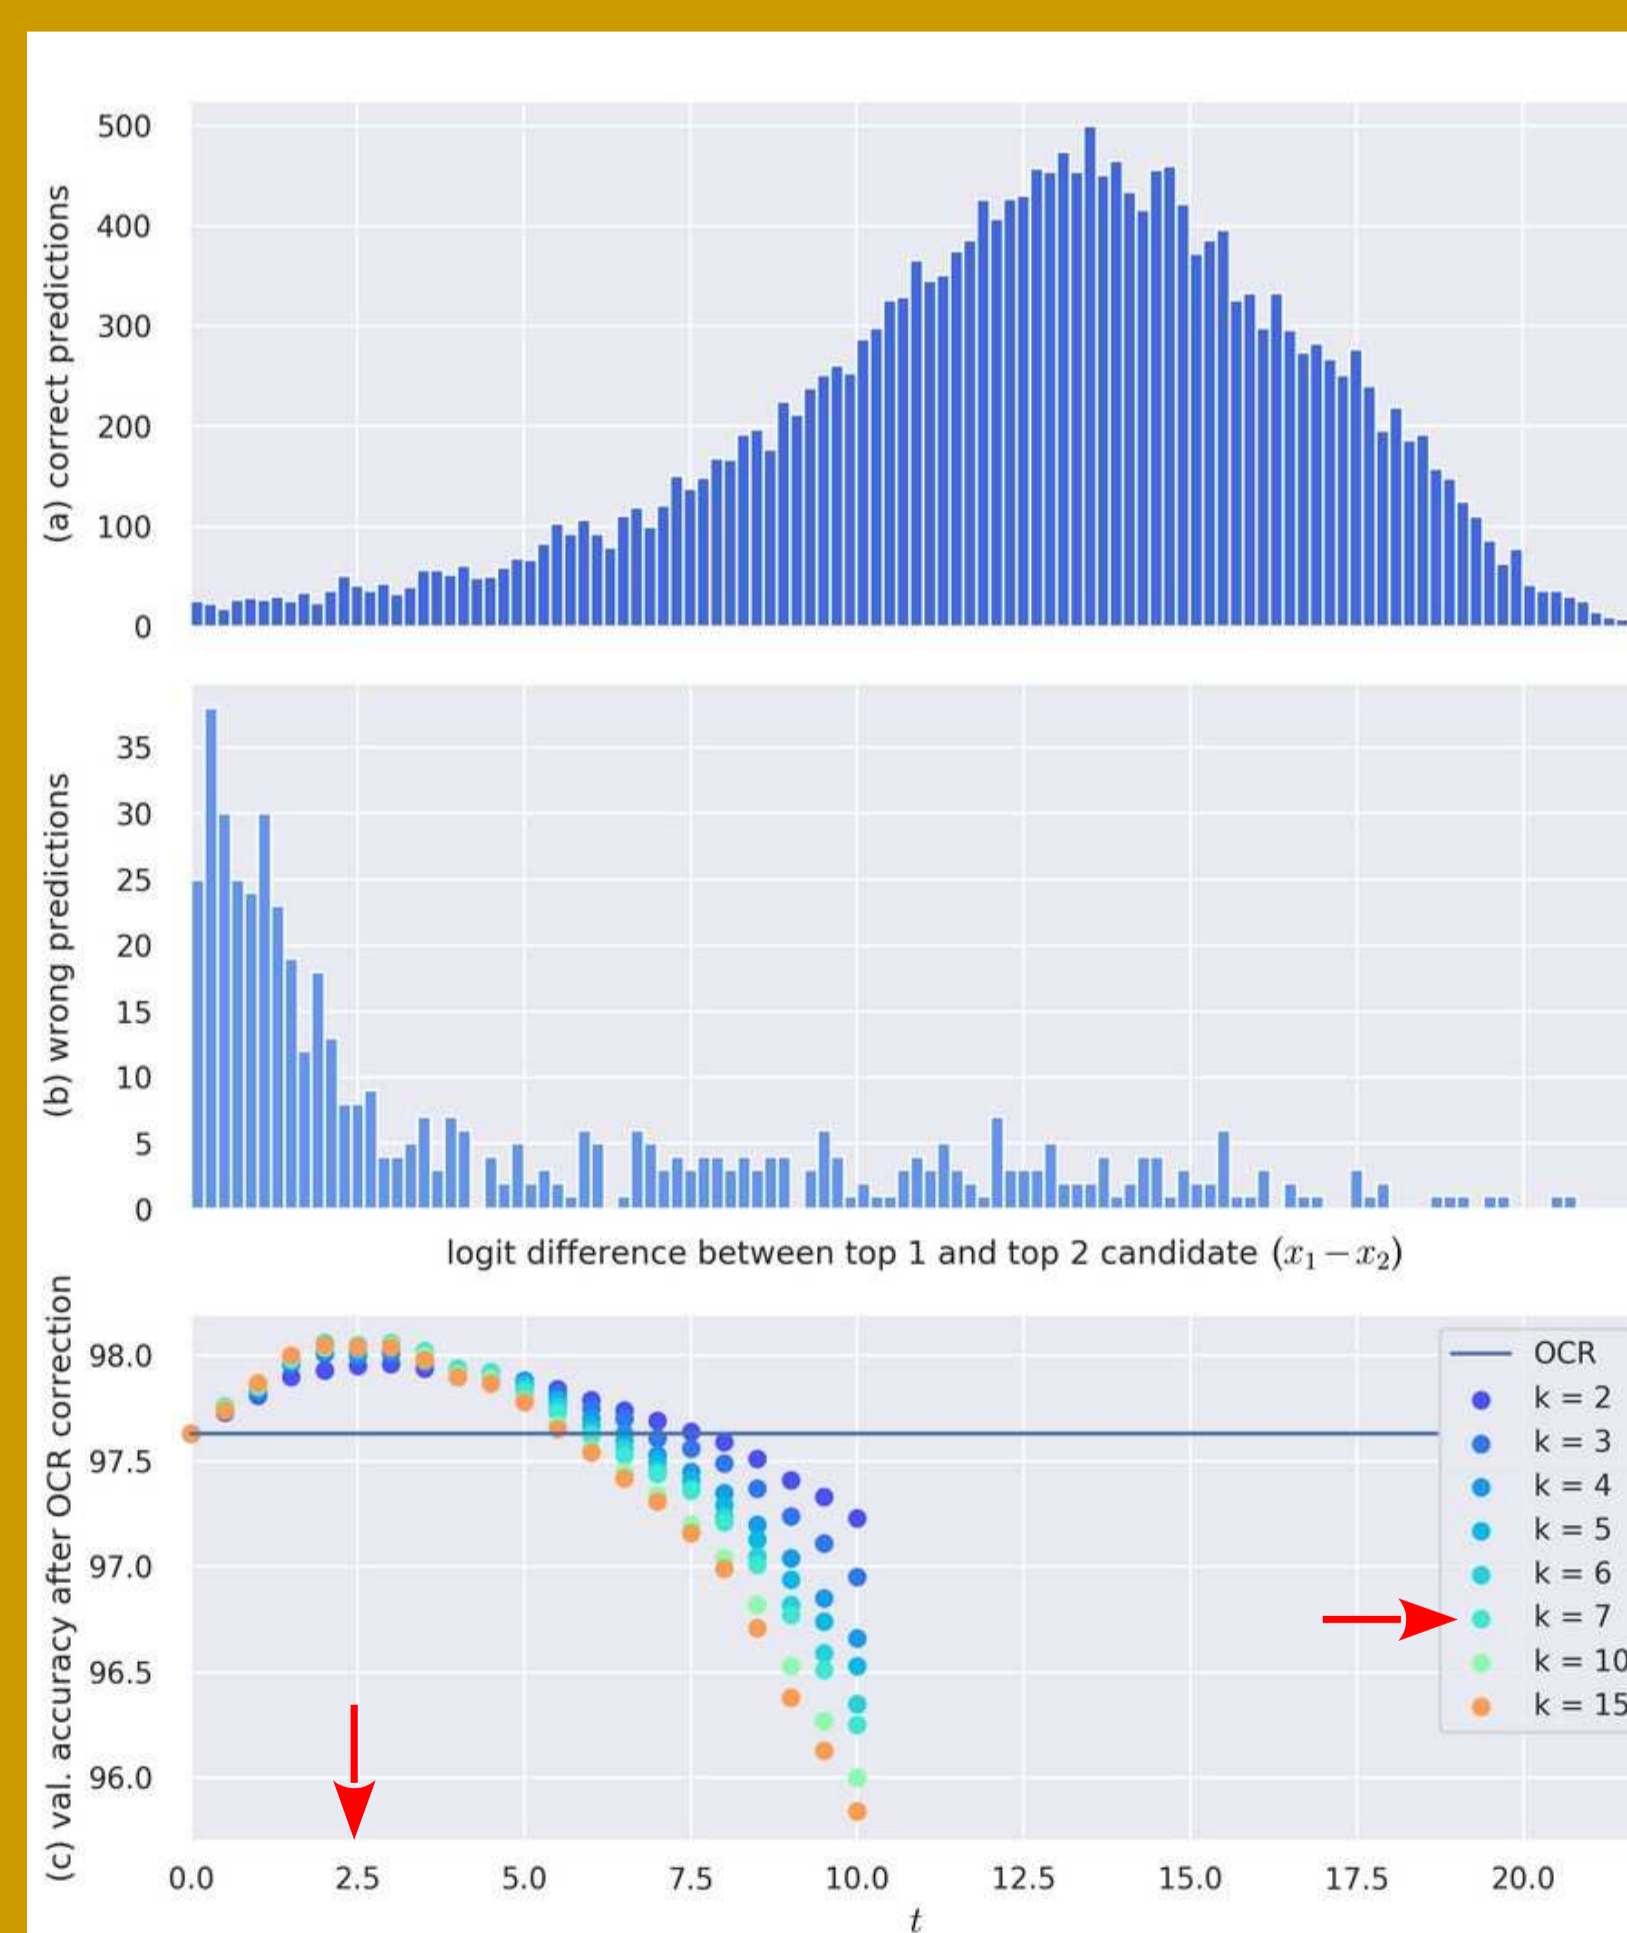 500
400
300
200
100
0
(a) correct predictions
35
30
25
20
15
10
5
0
(b) wrong predictions
logit difference between top 1 and top 2 candidate (x₁−x₂)
98.0
97.5
97.0
96.5
96.0
(c) val. accuracy after OCR correction
OCR
k = 2
k = 3
k = 4
k = 5
k = 6
k = 7
k = 10
k = 15
0.0 2.5 5.0 7.5 10.0 12.5 15.0 17.5 20.0
t